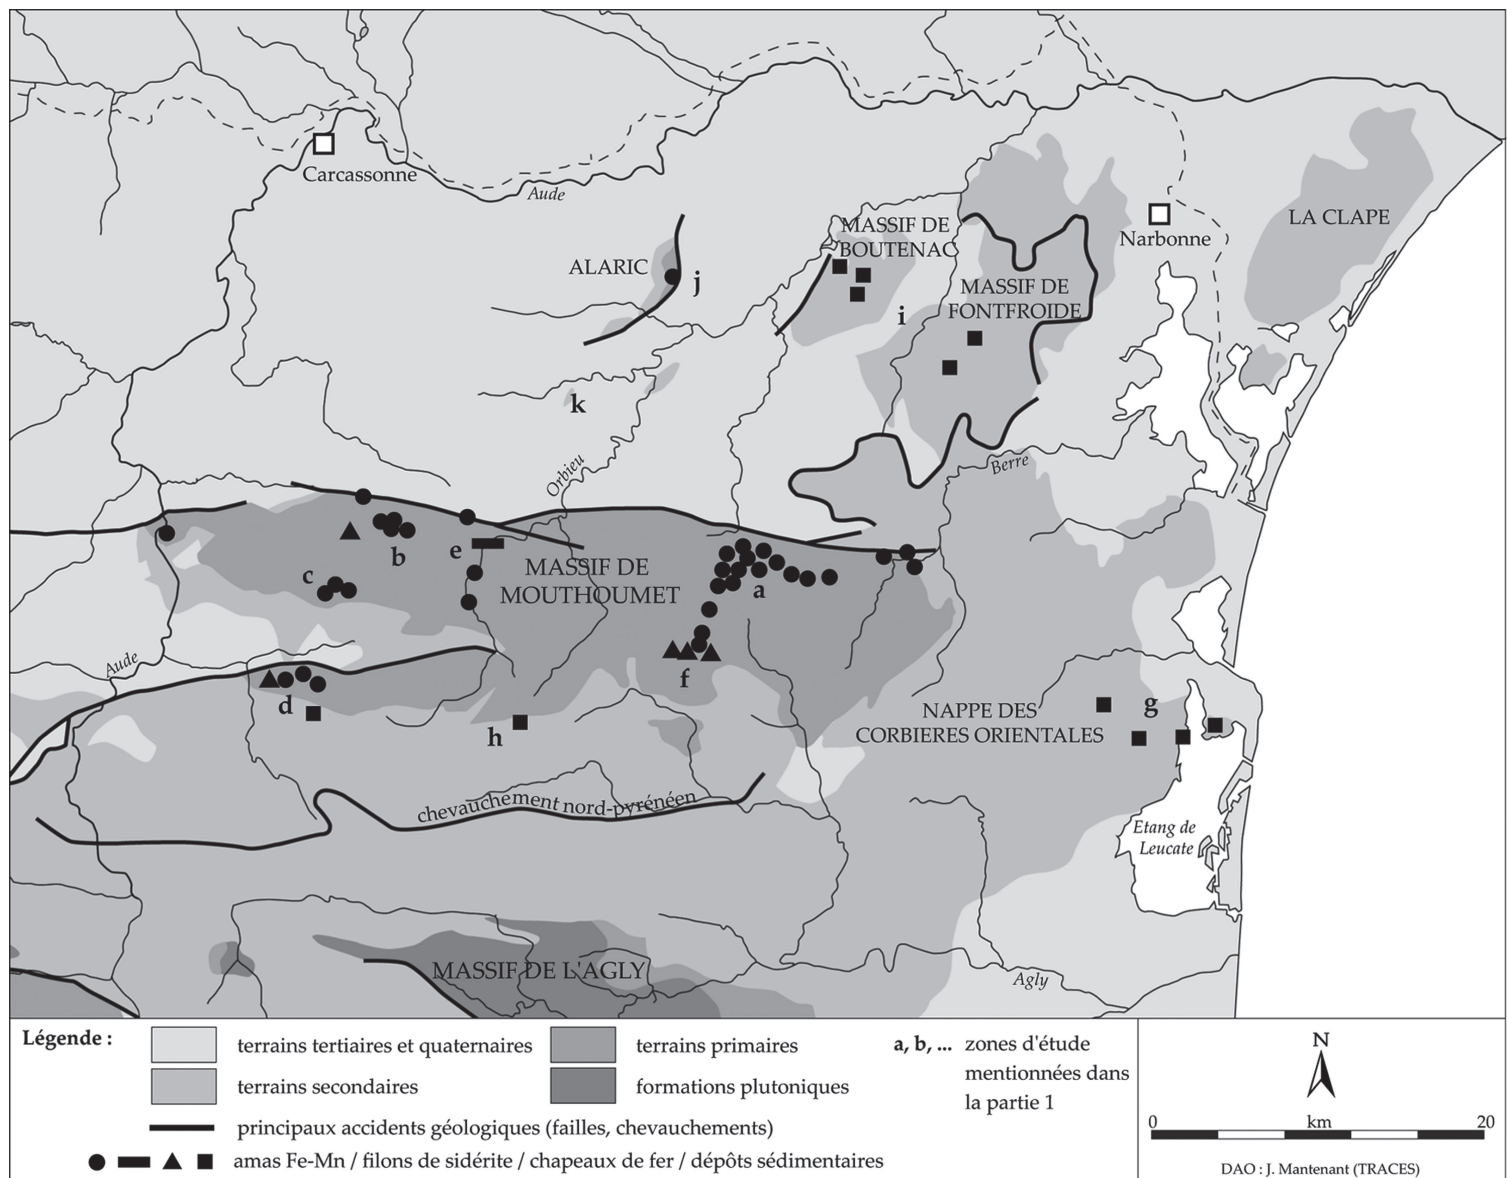 Carcassonne
Aude
MASSIF DE
BOUTENAC
LA CLAPE
Narbonne
ALARIC
j
MASSIF DE
FONTFROIDE
i
k
Orbieu
Berre
b
e
c
MASSIF DE
MOUTHOUMET
a
Aude
f
d
h
NAPPE DES
CORBIERES ORIENTALES
g
chevauchement nord-pyrénéen
Etang de
Leucate
MASSIF DE L'AGLY
Agly
Légende :
terrains tertiaires et quaternaires
terrains primaires
terrains secondaires
formations plutoniques
a, b, ... zones d'étude
mentionnées dans
la partie 1
principaux accidents géologiques (failles, chevauchements)
amas Fe-Mn / filons de sidérite / chapeaux de fer / dépôts sédimentaires
N
0 km 20
DAO : J. Mantenant (TRACES)